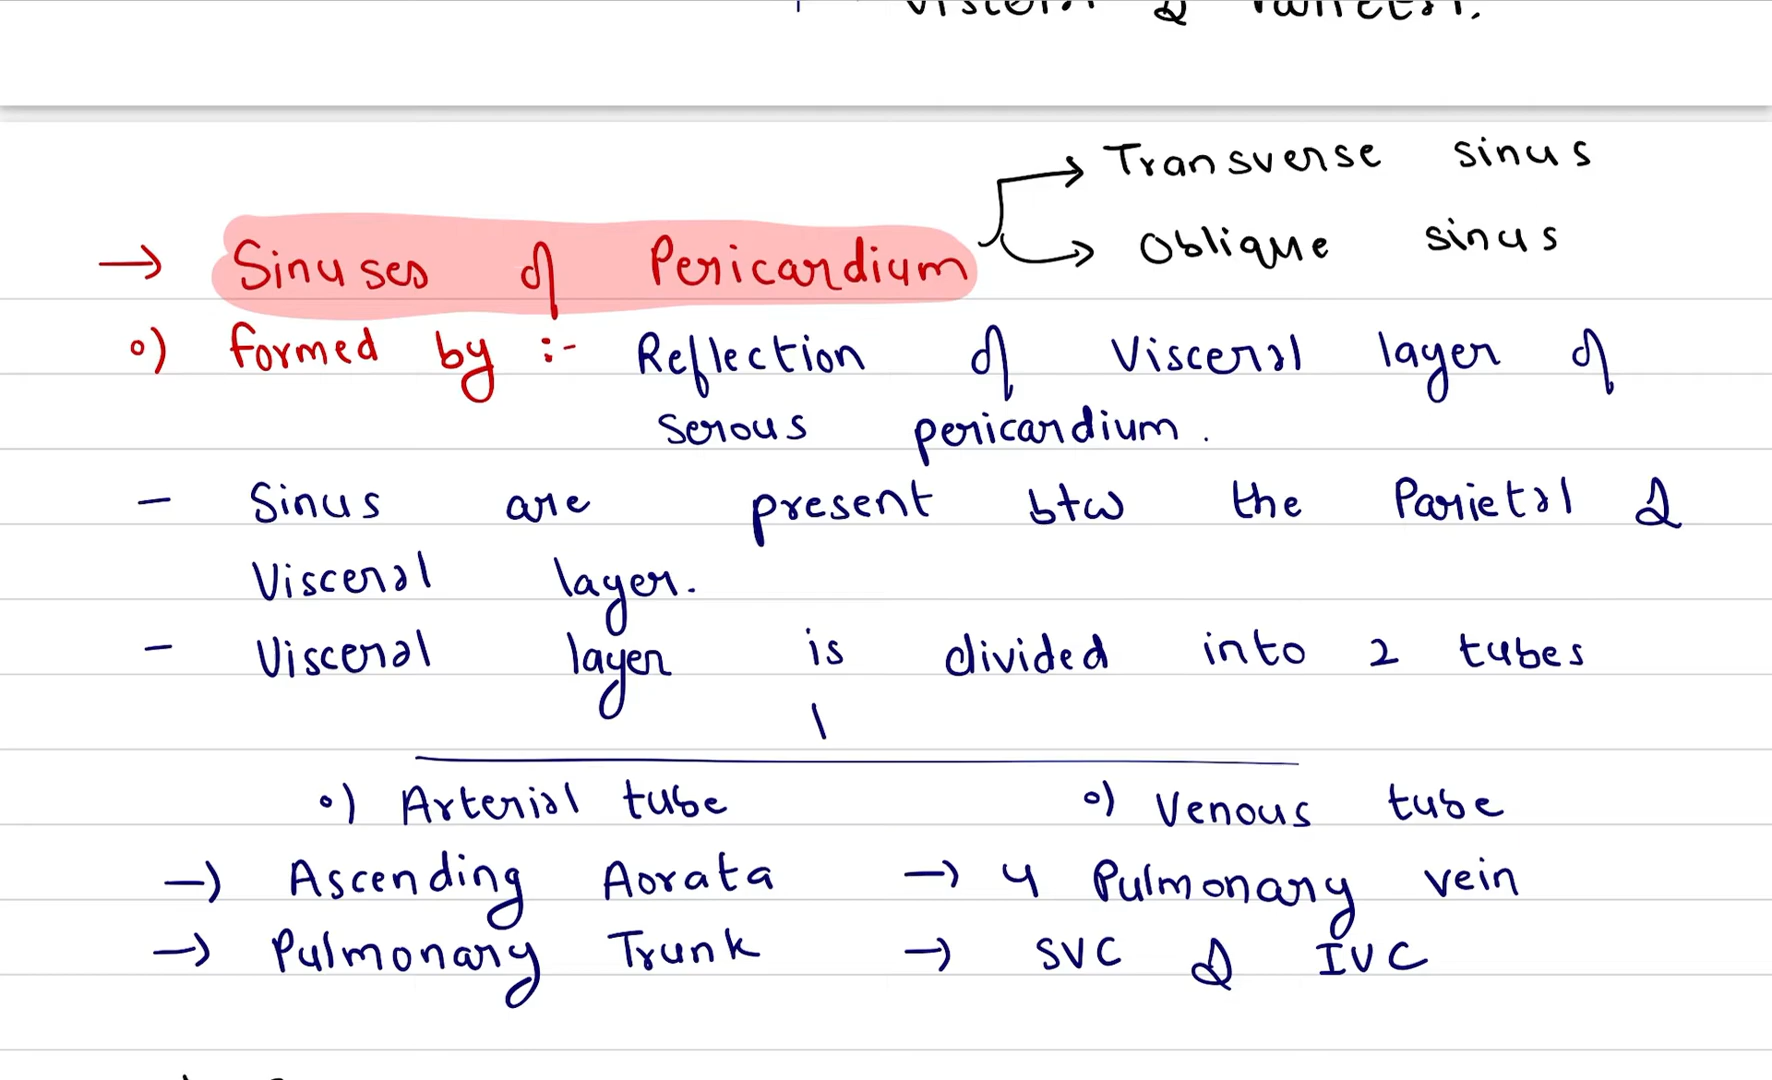 Transverse sinus
→ Sinuses of Pericardium
Oblique sinus
o) formed by :- Reflection of Visceral layer of
serous pericardium.
- Sinus are present btw the Parietal &
Visceral layer.
- Visceral layer is divided into 2 tubes
o) Arterial tube o) Venous tube
→ Ascending Aorata → 4 Pulmonary vein
→ Pulmonary Trunk → SVC & IVC